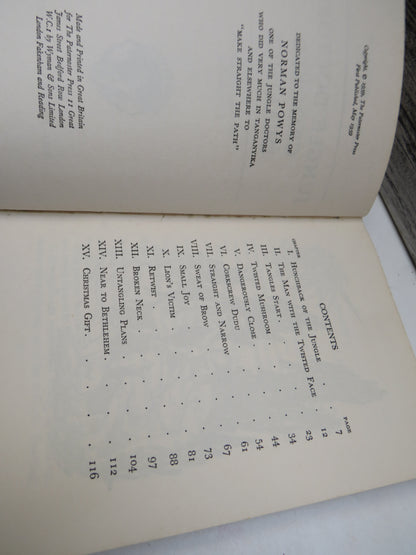 Copyright, © 1959, The Paternoster Press
First Published, May 1959
DEDICATED TO THE MEMORY OF
NORMAN POWYS
ONE OF THE JUNGLE DOCTORS
WHO DID VERY MUCH IN TANGANYIKA
AND ELSEWHERE TO
"MAKE STRAIGHT THE PATH"
Made and Printed in Great Britain
for The Paternoster Press 11 Great
James Street Bedford Row London
W.C.1 by Wyman & Sons Limited
London Fakenham and Reading
CONTENTS
CHAPTER PAGE
I. HUNCHBACK OF THE JUNGLE . . 7
II. THE MAN WITH THE TWISTED FACE . 12
III. TANGLES START . . . . 23
IV. TWISTED MUSHROOM . . . . 34
V. DANGEROUSLY CLOSE . . . . 44
VI. CORKSCREW DUDU . . . . 54
VII. STRAIGHT AND NARROW . . . 61
VIII. SWEAT OF BROW . . . . 67
IX. SMALL JOY . . . . 73
X. LION'S VICTIM . . . . 81
XI. RETWIST . . . . 88
XII. BROKEN NECK . . . . 97
XIII. UNTANGLING PLANS . . . . 104
XIV. NEAR TO BETHLEHEM . . . . 112
XV. CHRISTMAS GIFT . . . . 116